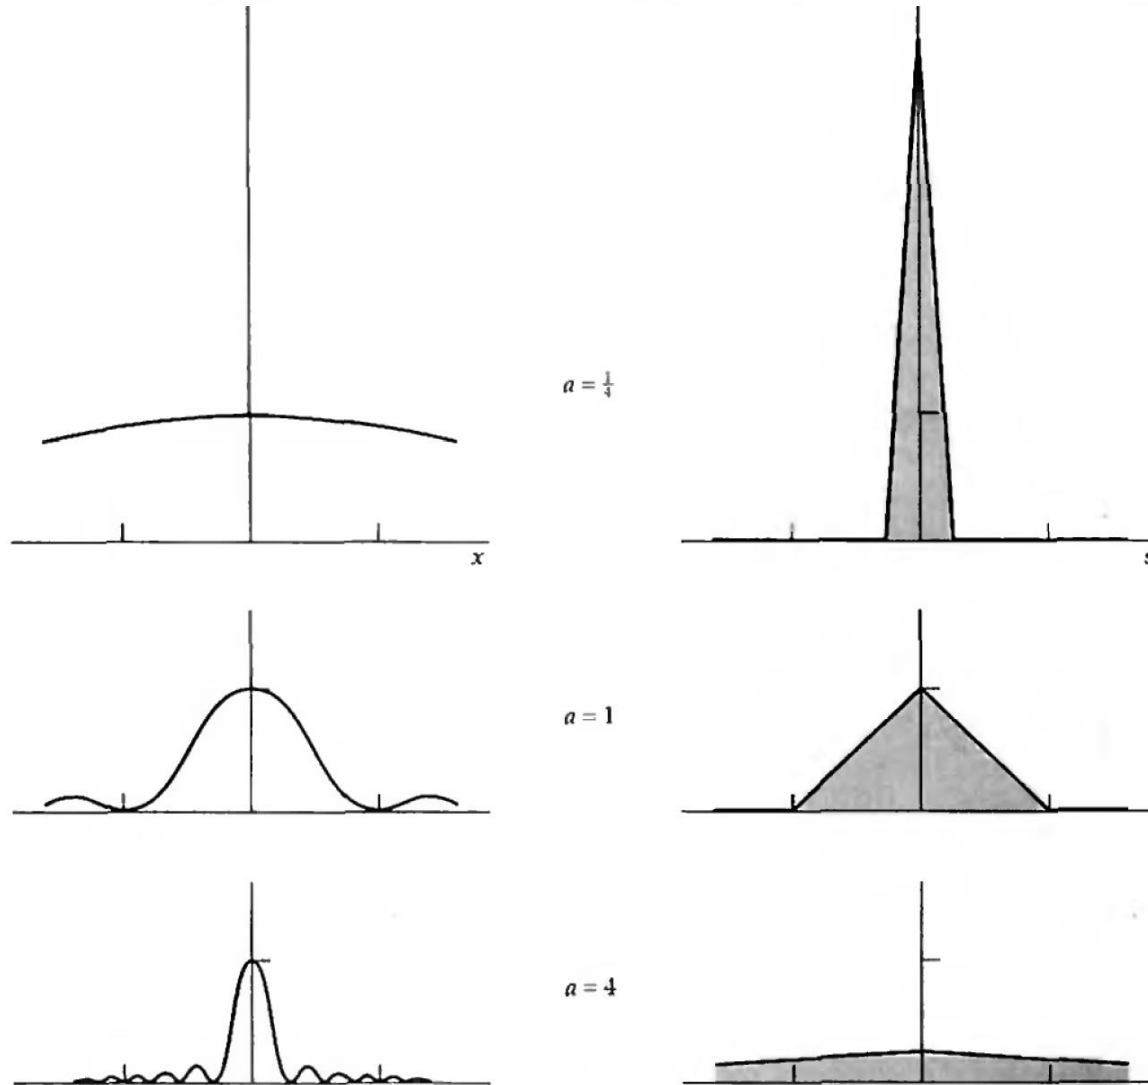 a = 1/4
x
s
a = 1
a = 4